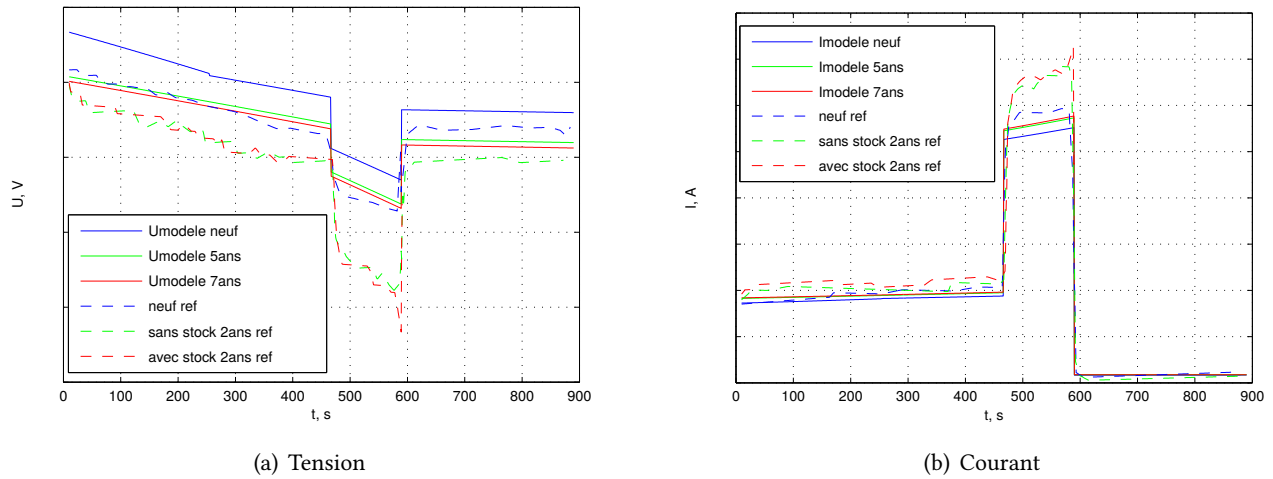 U, V
Umodele neuf
Umodele 5ans
Umodele 7ans
neuf ref
sans stock 2ans ref
avec stock 2ans ref
0 100 200 300 400 500 600 700 800 900
t, s
(a) Tension
I, A
Imodele neuf
Imodele 5ans
Imodele 7ans
neuf ref
sans stock 2ans ref
avec stock 2ans ref
0 100 200 300 400 500 600 700 800 900
t, s
(b) Courant